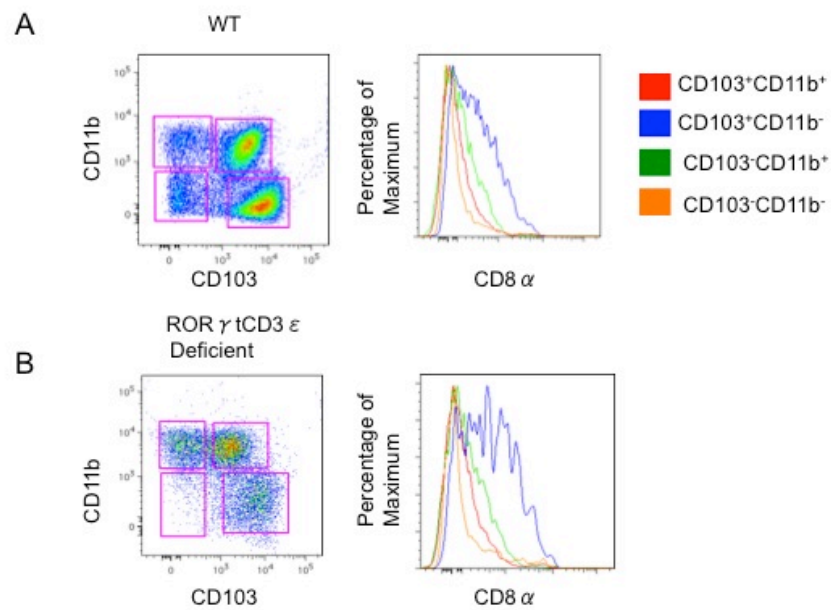 A
WT
CD11b
10⁵
10⁴
10³
0
0
10³
10⁴
10⁵
CD103
Percentage of
Maximum
CD8 α
CD103⁺CD11b⁺
CD103⁺CD11b⁻
CD103⁻CD11b⁺
CD103⁻CD11b⁻
B
ROR γ tCD3 ε
Deficient
CD11b
10⁵
10⁴
10³
0
0
10³
10⁴
10⁵
CD103
Percentage of
Maximum
CD8 α